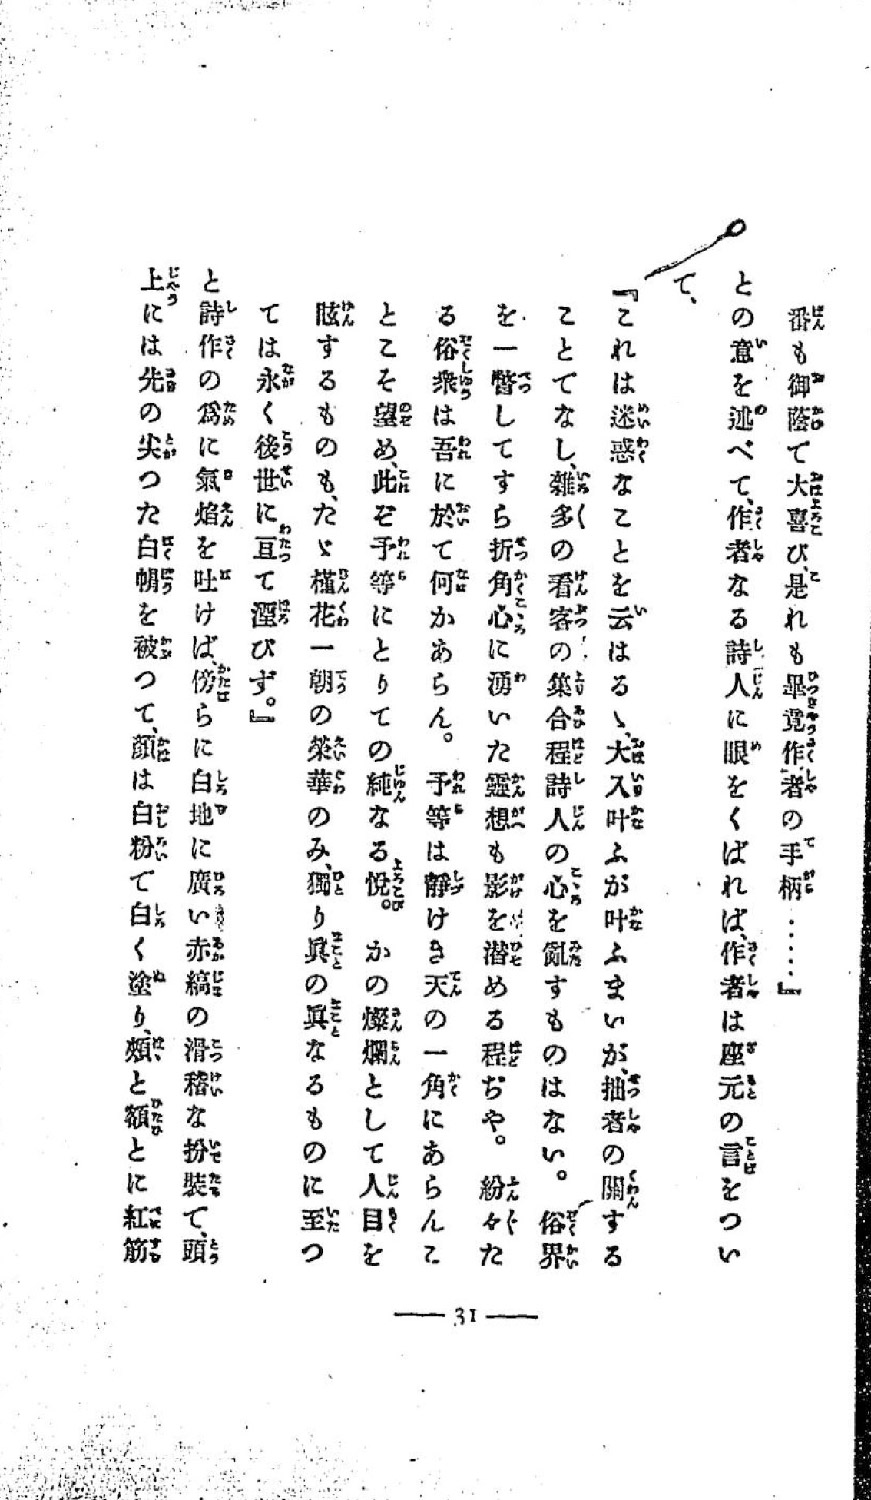 番も御蔭で大喜び、是れも畢竟作者の手柄……』
との意を述べて、作者なる詩人に眼をくばれば、作者は座元の言をつい
て、
『これは迷惑なことを云はるゝ、大入叶ふが叶ふまいが、拙者の關する
ことでなし、雑多の看客の集合程詩人の心を亂すものはない。俗界
を一瞥してすら折角心に湧いた靈想も影を潜める程ぢや。紛々た
る俗衆は吾に於て何かあらん。予等は靜けき天の一角にあらんこ
とこそ望め、此ぞ予等にとりての純なる悅。かの燦爛として人目を
眩するものも、たゞ槿花一朝の榮華のみ、獨り眞の眞なるものに至つ
ては永く後世に亙て湮びず。』
と詩作の爲に氣焰を吐けば、傍らに白地に廣い赤縞の滑稽な扮裝で、頭
上には先の尖つた白帽を被つて、顏は白粉で白く塗り、頰と額とに紅筋
31